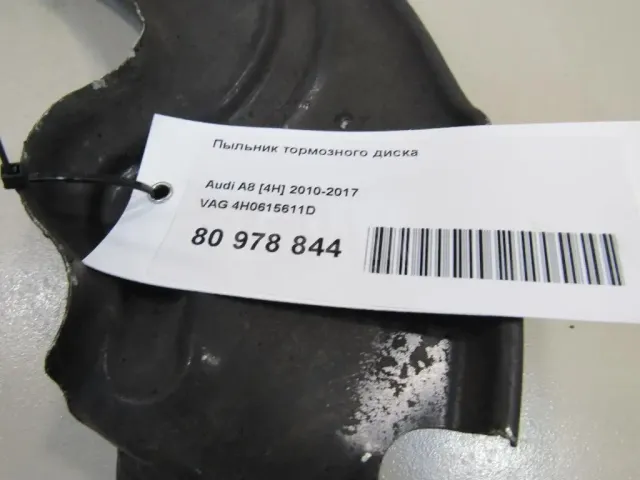 Пыльник тормозного диска
Audi A8 [4H] 2010-2017
VAG 4H0615611D
80 978 844